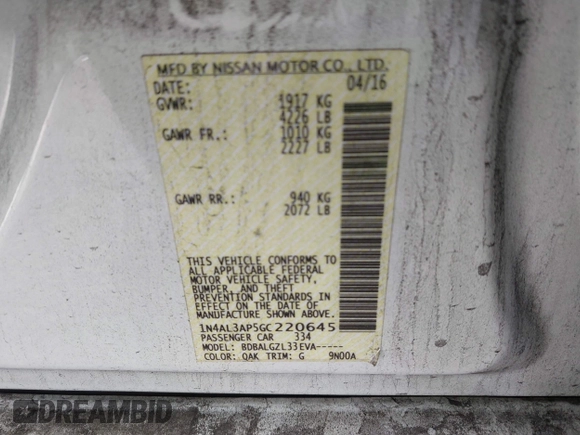 MFD BY NISSAN MOTOR CO., LTD.
DATE: 04/16
GVWR: 1917 KG
4226 LB
GAWR FR.: 1010 KG
2227 LB
GAWR RR.: 940 KG
2072 LB
THIS VEHICLE CONFORMS TO
ALL APPLICABLE FEDERAL
MOTOR VEHICLE SAFETY,
BUMPER, AND THEFT
PREVENTION STANDARDS IN
EFFECT ON THE DATE OF
MANUFACTURE SHOWN ABOVE.
1N4AL3AP5GC220645
PASSENGER CAR 334
MODEL: BDBALGZL33EVA-----
COLOR: QAK TRIM: G 9N00A
DREAMBID